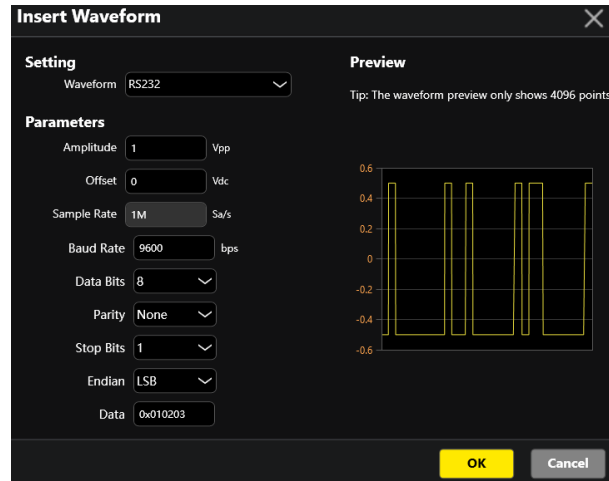 Insert Waveform
Setting
Waveform RS232
Parameters
Amplitude 1 Vpp
Offset 0 Vdc
Sample Rate 1M Sa/s
Baud Rate 9600 bps
Data Bits 8
Parity None
Stop Bits 1
Endian LSB
Data 0x010203
Preview
Tip: The waveform preview only shows 4096 points
0.6
0.4
0.2
0
-0.2
-0.4
-0.6
OK Cancel